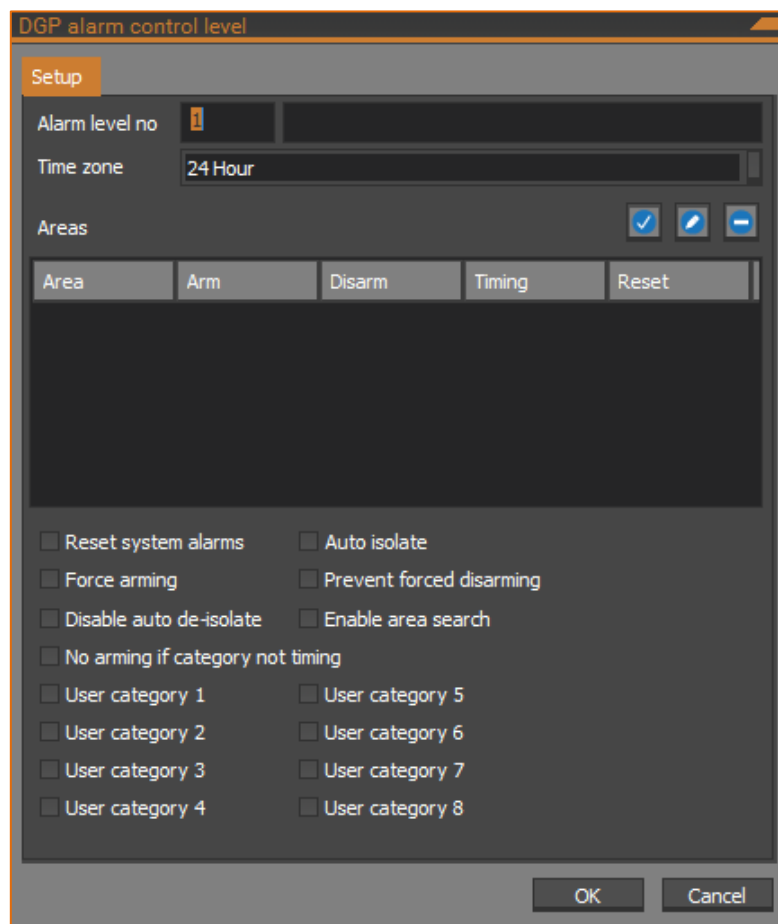 DGP alarm control level
Setup
Alarm level no 1
Time zone 24 Hour
Areas
Area Arm Disarm Timing Reset
Reset system alarms Auto isolate
Force arming Prevent forced disarming
Disable auto de-isolate Enable area search
No arming if category not timing
User category 1 User category 5
User category 2 User category 6
User category 3 User category 7
User category 4 User category 8
OK Cancel